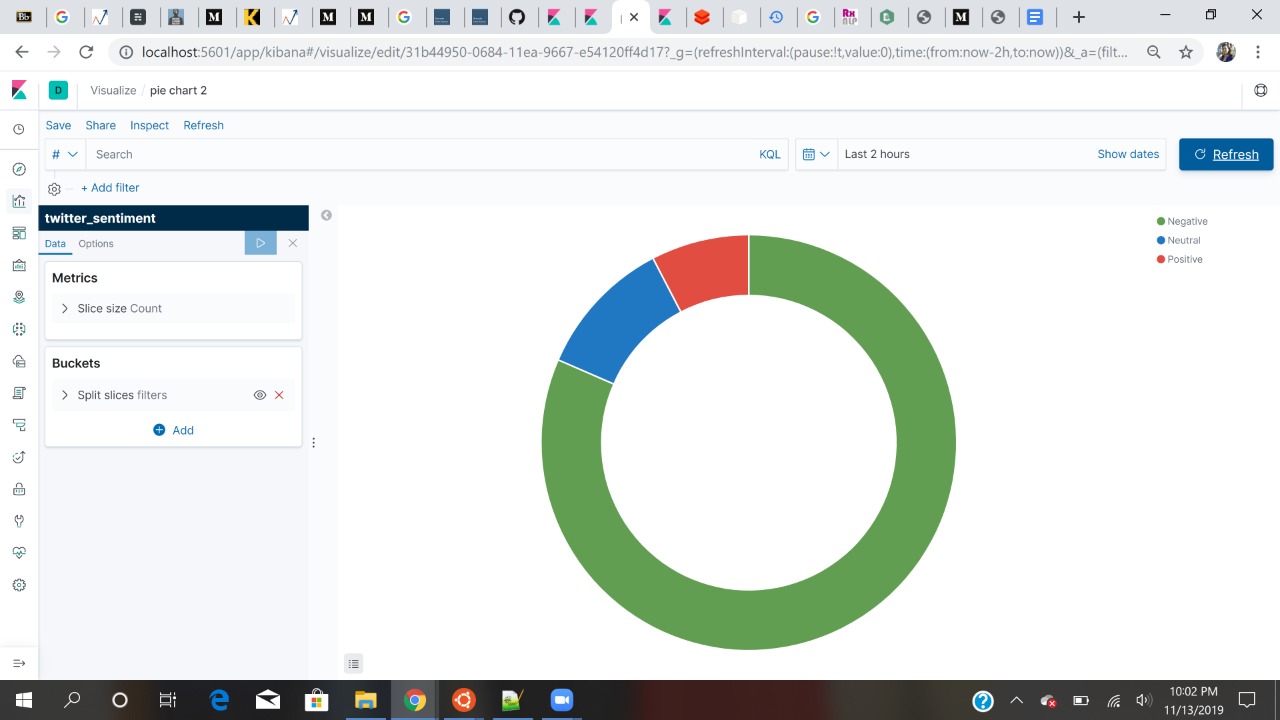 localhost:5601/app/kibana#/visualize/edit/31b44950-0684-11ea-9667-e54120ff4d17?_g=(refreshInterval:(pause:!t,value:0),time:(from:now-2h,to:now))&_a=(filt...
D Visualize / pie chart 2
Save Share Inspect Refresh
# Search KQL Last 2 hours Show dates Refresh
+ Add filter
twitter_sentiment
Data Options
Metrics
Slice size Count
Buckets
Split slices filters
Add
Negative
Neutral
Positive
10:02 PM
11/13/2019